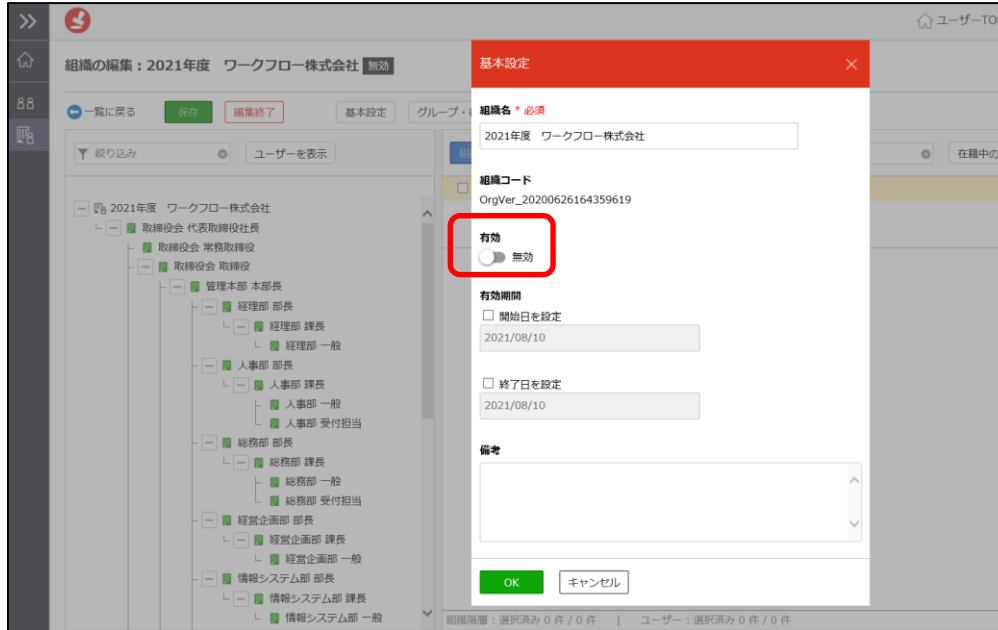 ユーザーTO
組織の編集：2021年度　ワークフロー株式会社 無効
一覧に戻る 保存 編集終了 基本設定 グループ・
88
絞り込み ユーザーを表示
2021年度　ワークフロー株式会社
取締役会 代表取締役社長
取締役会 常務取締役
取締役会 取締役
管理本部 本部長
経理部 部長
経理部 課長
経理部 一般
人事部 部長
人事部 課長
人事部 一般
人事部 受付担当
総務部 部長
総務部 課長
総務部 一般
総務部 受付担当
経営企画部 部長
経営企画部 課長
経営企画部 一般
情報システム部 部長
情報システム部 課長
情報システム部 一般
組
在籍中の
基本設定
組織名 * 必須
2021年度　ワークフロー株式会社
組織コード
OrgVer_20200626164359619
有効
無効
有効期間
開始日を設定
2021/08/10
終了日を設定
2021/08/10
備考
OK キャンセル
組織階層：選択済み 0 件 / 0 件　|　ユーザー：選択済み 0 件 / 0 件